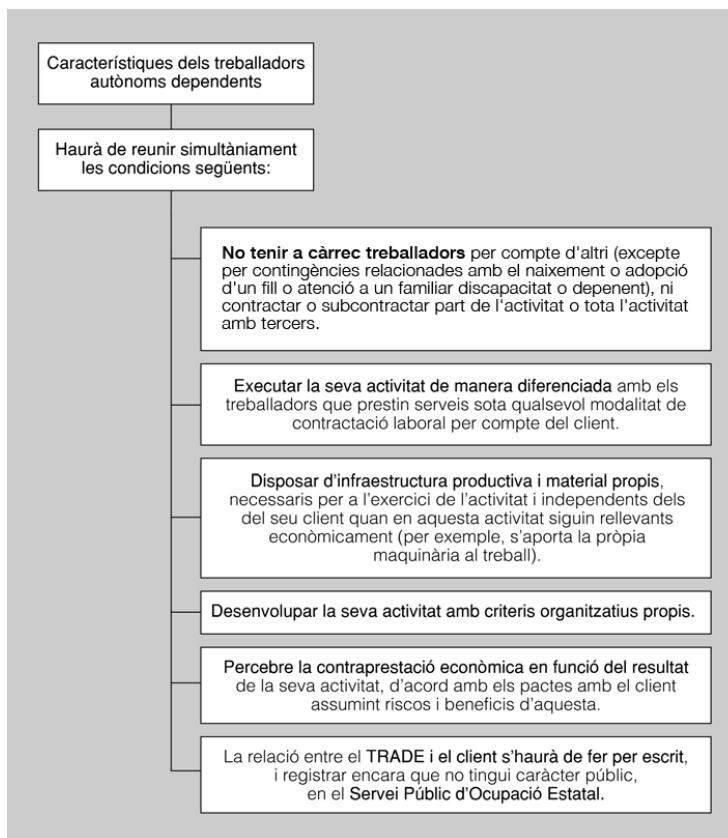 Característiques dels treballadors
autònoms dependents
Haurà de reunir simultàniament
les condicions següents:
No tenir a càrrec treballadors per compte d'altri (excepte
per contingències relacionades amb el naixement o adopció
d'un fill o atenció a un familiar discapacitat o depenent), ni
contractar o subcontractar part de l'activitat o tota l'activitat
amb tercers.
Executar la seva activitat de manera diferenciada amb els
treballadors que prestin serveis sota qualsevol modalitat de
contractació laboral per compte del client.
Disposar d’infraestructura productiva i material propis,
necessaris per a l’exercici de l’activitat i independents dels
del seu client quan en aquesta activitat siguin rellevants
econòmicament (per exemple, s’aporta la pròpia
maquinària al treball).
Desenvolupar la seva activitat amb criteris organitzatius propis.
Percebre la contraprestació econòmica en funció del resultat
de la seva activitat, d’acord amb els pactes amb el client
assumint riscos i beneficis d’aquesta.
La relació entre el TRADE i el client s’haurà de fer per escrit,
i registrar encara que no tingui caràcter públic,
en el Servei Públic d’Ocupació Estatal.